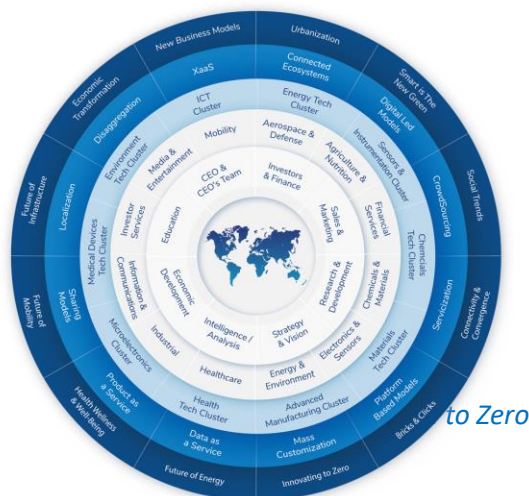 New Business Models
Urbanization
Smart is The
New Green
Social Trends
Connectivity &
Convergence
Bricks & Clicks
Innovating to Zero
Future of Energy
Health Wellness
& Well Being
Future of
Mobility
Future of
Infrastructure
Economic
Transformation
XaaS
Connected
Ecosystems
Digital Led
Models
CrowdSourcing
Servicization
Platform
Based Models
Mass
Customization
Data as
a Service
Product as
a Service
Sharing
Models
Localization
Disaggregation
ICT
Cluster
Energy Tech
Cluster
Sensors &
Instrumentation Cluster
Chemcials
Tech Cluster
Materials
Tech Cluster
Advanced
Manufacturing Cluster
Health
Tech Cluster
Microelectronics
Cluster
Medical Devices
Tech Cluster
Environment
Tech Cluster
Mobility
Aerospace &
Defense
Agriculture &
Nutrition
Financial
Services
Chemicals &
Materials
Electronics &
Sensors
Energy &
Environment
Healthcare
Industrial
Information &
Communications
Investor
Services
Media &
Entertainment
CEO &
CEO's Team
Investors
& Finance
Sales &
Marketing
Research &
Development
Strategy
& Vision
Intelligence /
Analysis
Economic
Development
Education
to Zero